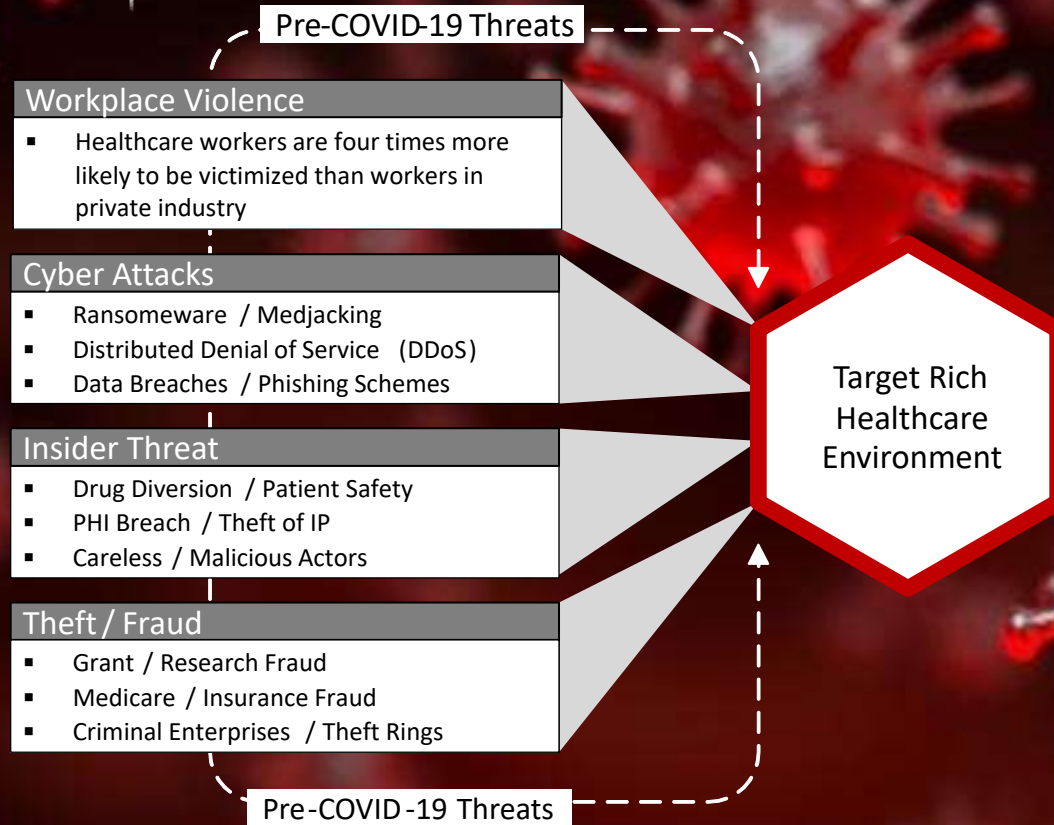 Pre-COVID-19 Threats
Workplace Violence
▪ Healthcare workers are four times more
likely to be victimized than workers in
private industry
Cyber Attacks
▪ Ransomeware / Medjacking
▪ Distributed Denial of Service (DDoS)
▪ Data Breaches / Phishing Schemes
Insider Threat
▪ Drug Diversion / Patient Safety
▪ PHI Breach / Theft of IP
▪ Careless / Malicious Actors
Theft / Fraud
▪ Grant / Research Fraud
▪ Medicare / Insurance Fraud
▪ Criminal Enterprises / Theft Rings
Target Rich
Healthcare
Environment
Pre-COVID-19 Threats